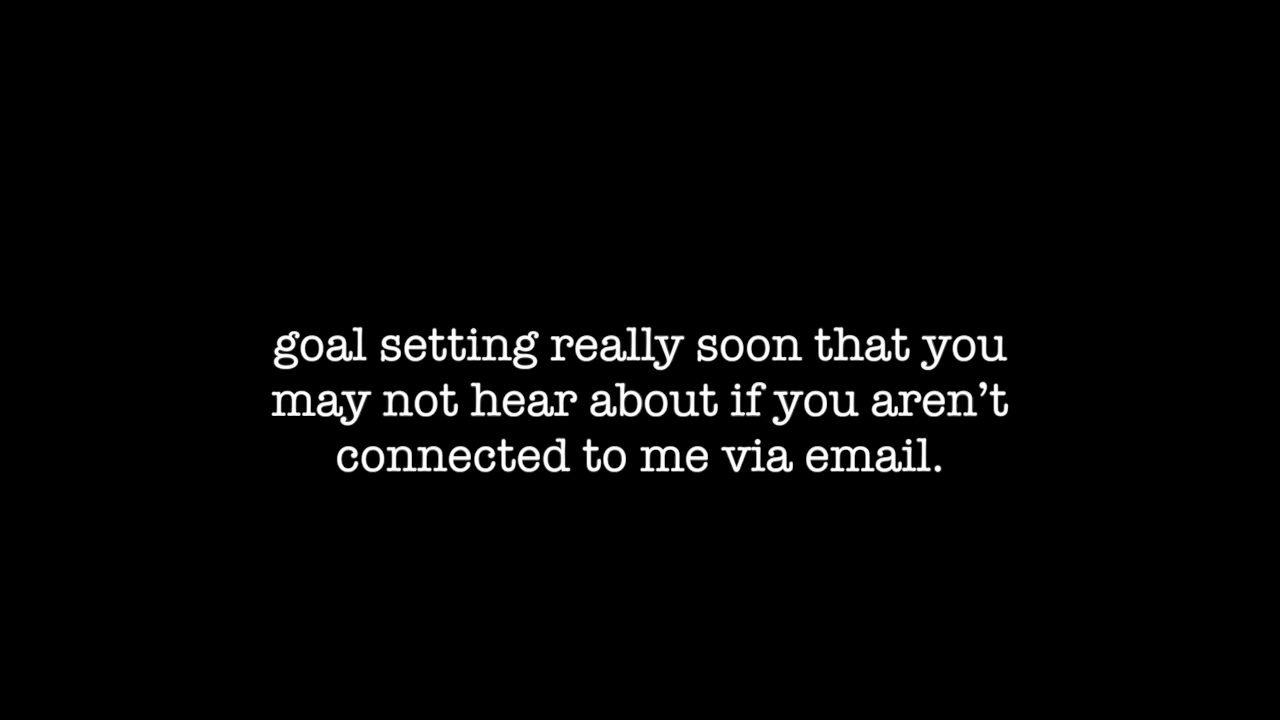 goal setting really soon that you
may not hear about if you aren’t
connected to me via email.